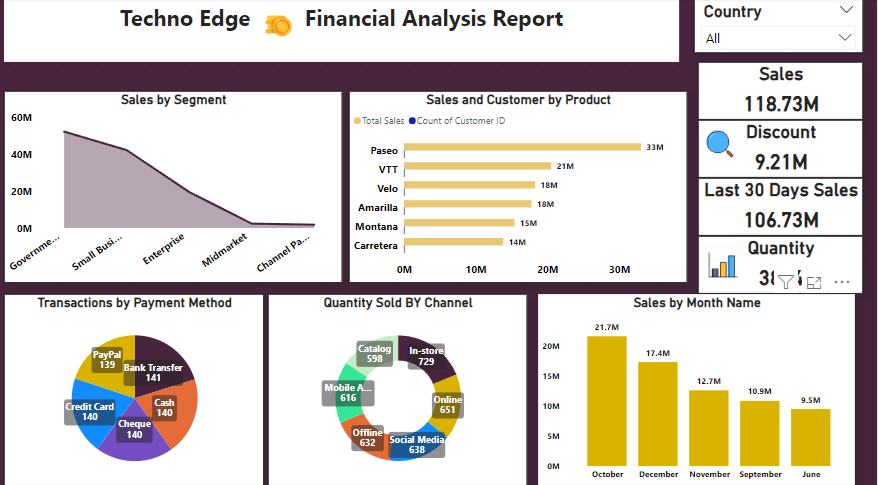 Techno Edge Financial Analysis Report
Country
All
Sales
118.73M
Discount
9.21M
Last 30 Days Sales
106.73M
Quantity
Sales by Segment
60M
40M
20M
0M
Governme...
Small Busi...
Enterprise
Midmarket
Channel Pa...
Sales and Customer by Product
Total Sales Count of Customer ID
Paseo 33M
VTT 21M
Velo 18M
Amarilla 18M
Montana 15M
Carretera 14M
0M 10M 20M 30M
Transactions by Payment Method
PayPal
139
Bank Transfer
141
Cash
140
Cheque
140
Credit Card
140
Quantity Sold BY Channel
Catalog
598
In-store
729
Mobile A...
616
Online
651
Offline
632
Social Media
638
Sales by Month Name
20M
15M
10M
5M
0M
21.7M
17.4M
12.7M
10.9M
9.5M
October December November September June